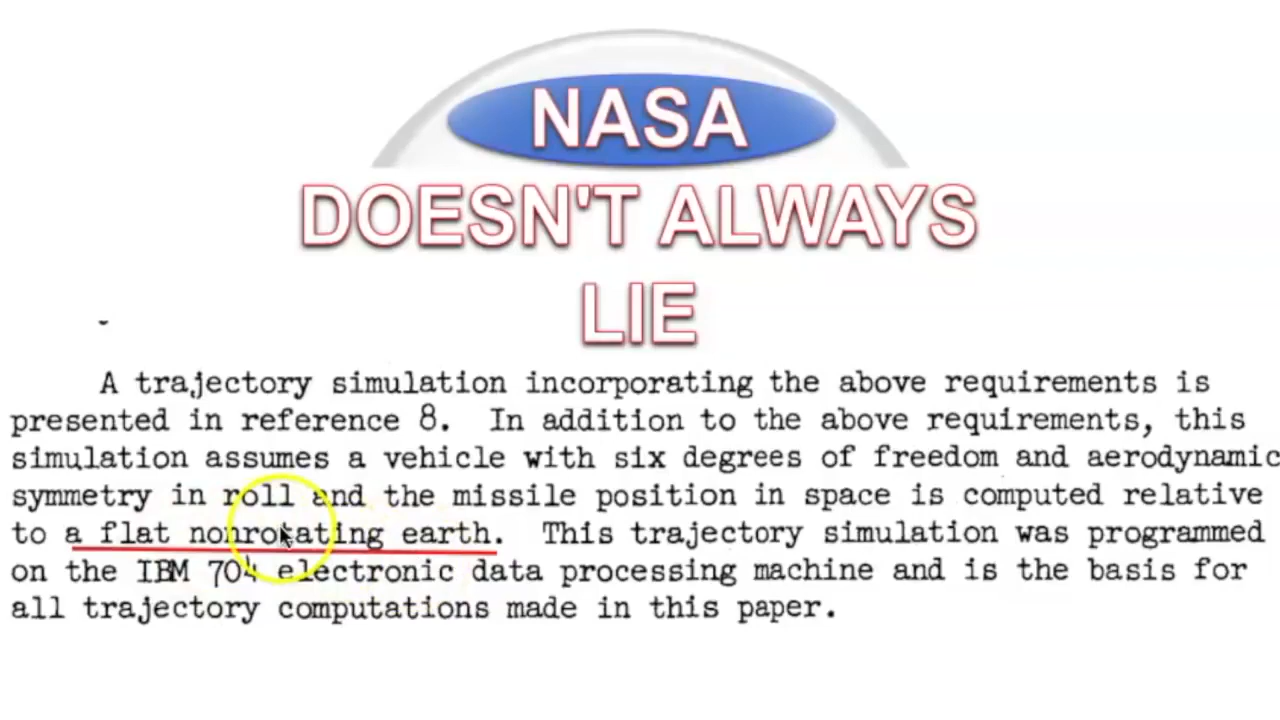 NASA
DOESN'T ALWAYS
LIE
A trajectory simulation incorporating the above requirements is
presented in reference 8. In addition to the above requirements, this
simulation assumes a vehicle with six degrees of freedom and aerodynamic
symmetry in roll and the missile position in space is computed relative
to a flat nonrotating earth. This trajectory simulation was programmed
on the IBM 704 electronic data processing machine and is the basis for
all trajectory computations made in this paper.